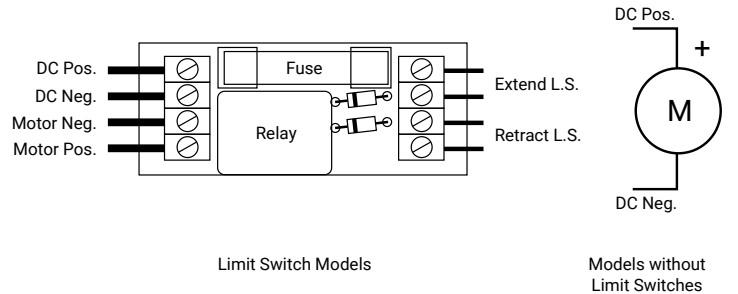 DC Pos.
DC Neg.
Motor Neg.
Motor Pos.
Fuse
Relay
Extend L.S.
Retract L.S.
DC Pos.
+
M
DC Neg.
Limit Switch Models
Models without
Limit Switches